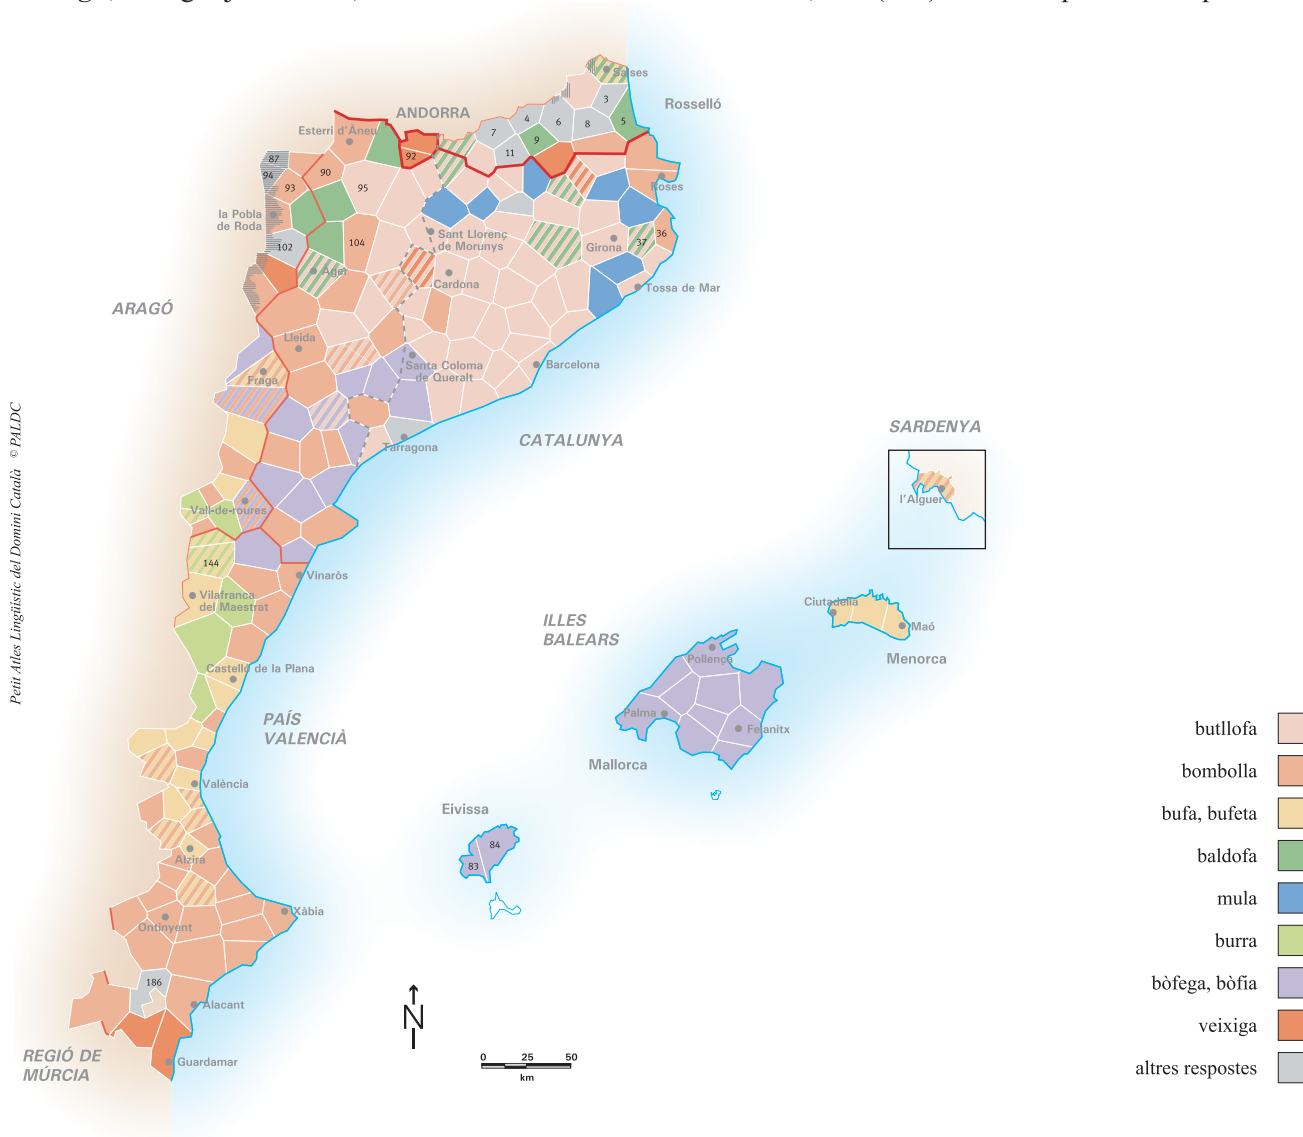 Salses
Rosselló
ANDORRA
Esterri d'Àneu
3
4
6
8
5
7
9
11
92
87
94
93
90
95
Roses
la Pobla
de Roda
102
104
Sant Llorenç
de Morunys
Girona
37
36
Àger
Cardona
Tossa de Mar
ARAGÓ
Lleida
Santa Coloma
de Queralt
Barcelona
Fraga
Tarragona
CATALUNYA
SARDENYA
l'Alguer
Petit Atles Lingüístic del Domini Català © PALDC
Vall-de-roures
144
Vinaròs
Vilafranca
del Maestrat
ILLES
BALEARS
Ciutadella
Maó
Menorca
Pollença
Castelló de la Plana
PAÍS
VALENCIÀ
Palma
Felanitx
Mallorca
València
Eivissa
84
83
Alzira
Xàbia
Ontinyent
186
Alacant
Guardamar
REGIÓ DE
MÚRCIA
N
0 25 50
km
butllofa
bombolla
bufa, bufeta
baldofa
mula
burra
bòfega, bòfia
veixiga
altres respostes